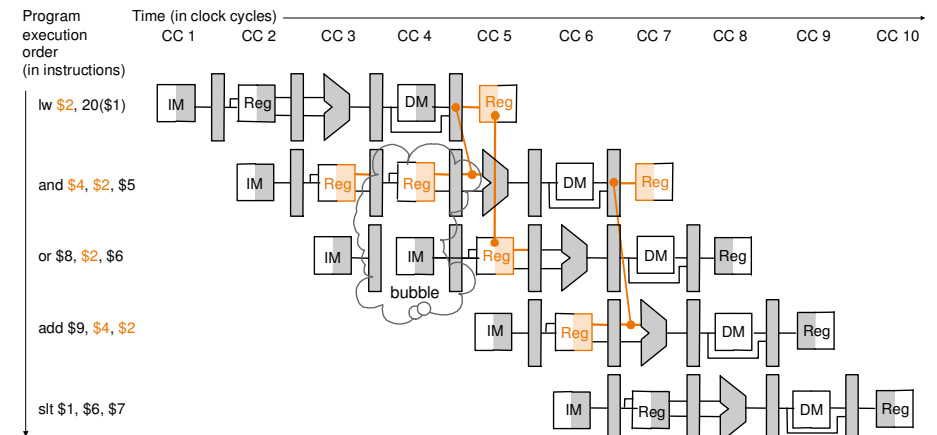 Program
execution
order
(in instructions)
Time (in clock cycles)
CC 1 CC 2 CC 3 CC 4 CC 5 CC 6 CC 7 CC 8 CC 9 CC 10
lw $2, 20($1)
IM Reg DM Reg
and $4, $2, $5
IM Reg Reg DM Reg
or $8, $2, $6
IM IM Reg DM Reg
bubble
add $9, $4, $2
IM Reg DM Reg
slt $1, $6, $7
IM Reg DM Reg